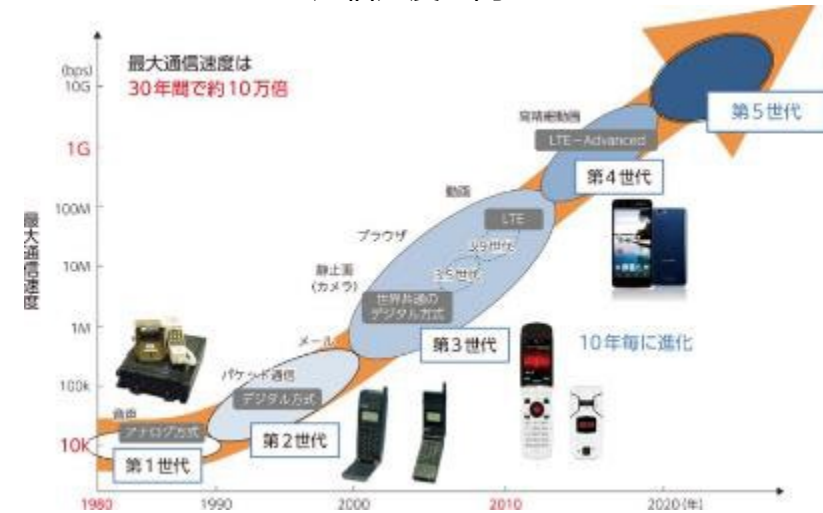 最大通信速度は
30年間で約10万倍
(bps)
10G
1G
100M
10M
1M
100k
10k
最大通信速度
1980
1990
2000
2010
2020(年)
音声
アナログ方式
第1世代
パケット通信
デジタル方式
第2世代
メール
静止画
(カメラ)
ブラウザ
動画
世界共通の
デジタル方式
3.5世代
3.9世代
LTE
第3世代
高精細動画
LTE-Advanced
第4世代
第5世代
10年毎に進化